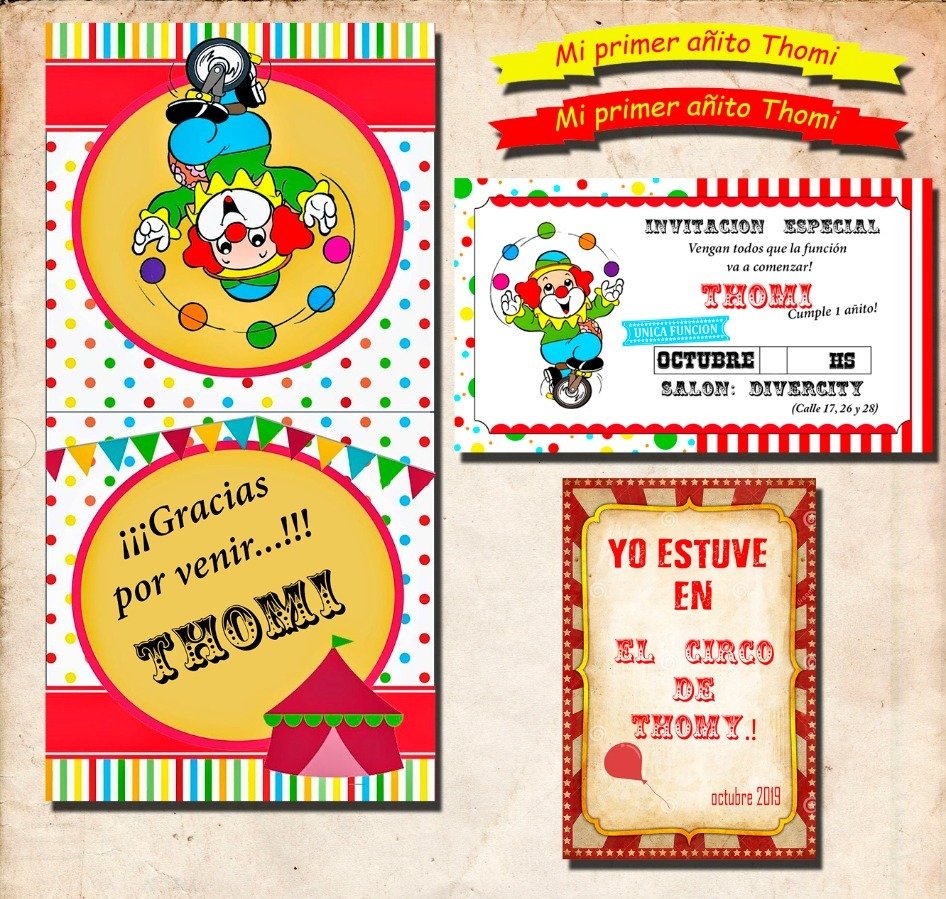 Mi primer añito Thomi
Mi primer añito Thomi
INVITACION ESPECIAL
Vengan todos que la función
va a comenzar!
THOMI
Cumple 1 añito!
UNICA FUNCION
OCTUBRE HS
SALON: DIVERCITY
(Calle 17, 26 y 28)
¡¡¡Gracias
por venir...!!!
THOMI
YO ESTUVE
EN
EL CIRCO
DE
THOMY.!
octubre 2019